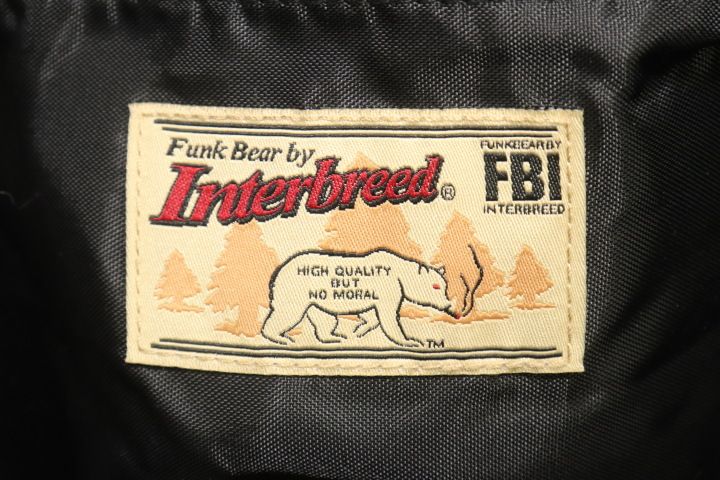 Funk Bear by
Interbreed®
FUNKBEAR BY
FBI
INTERBREED
HIGH QUALITY
BUT
NO MORAL
TM